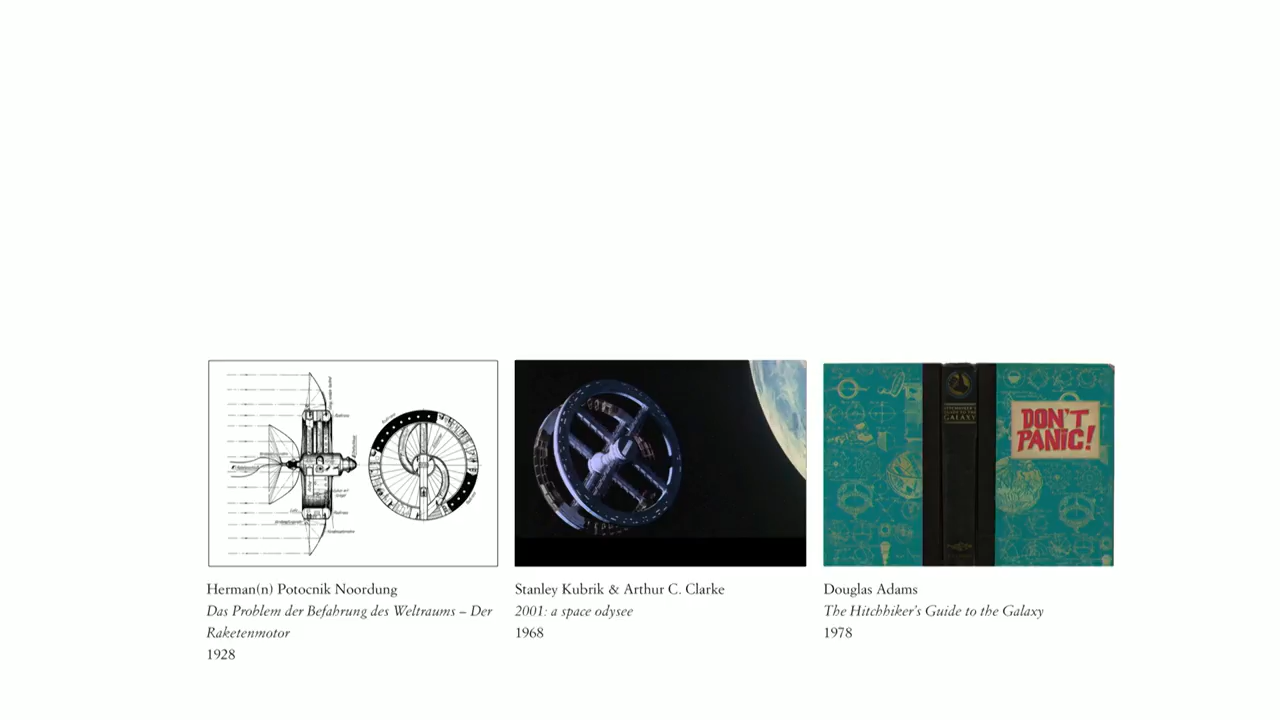 DON'T
PANIC!
GALAXY
Herman(n) Potocnik Noordung
Das Problem der Befahrung des Weltraums – Der
Raketenmotor
1928
Stanley Kubrik & Arthur C. Clarke
2001: a space odysee
1968
Douglas Adams
The Hitchhiker's Guide to the Galaxy
1978